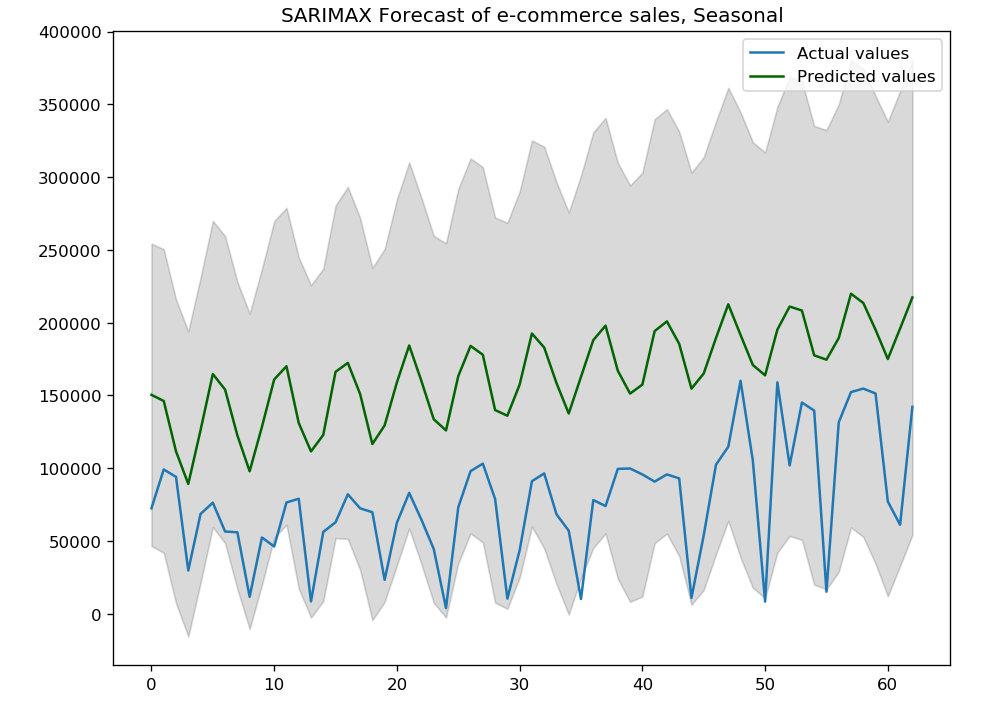 SARIMAX Forecast of e-commerce sales, Seasonal
400000
350000
300000
250000
200000
150000
100000
50000
0
Actual values
Predicted values
0 10 20 30 40 50 60